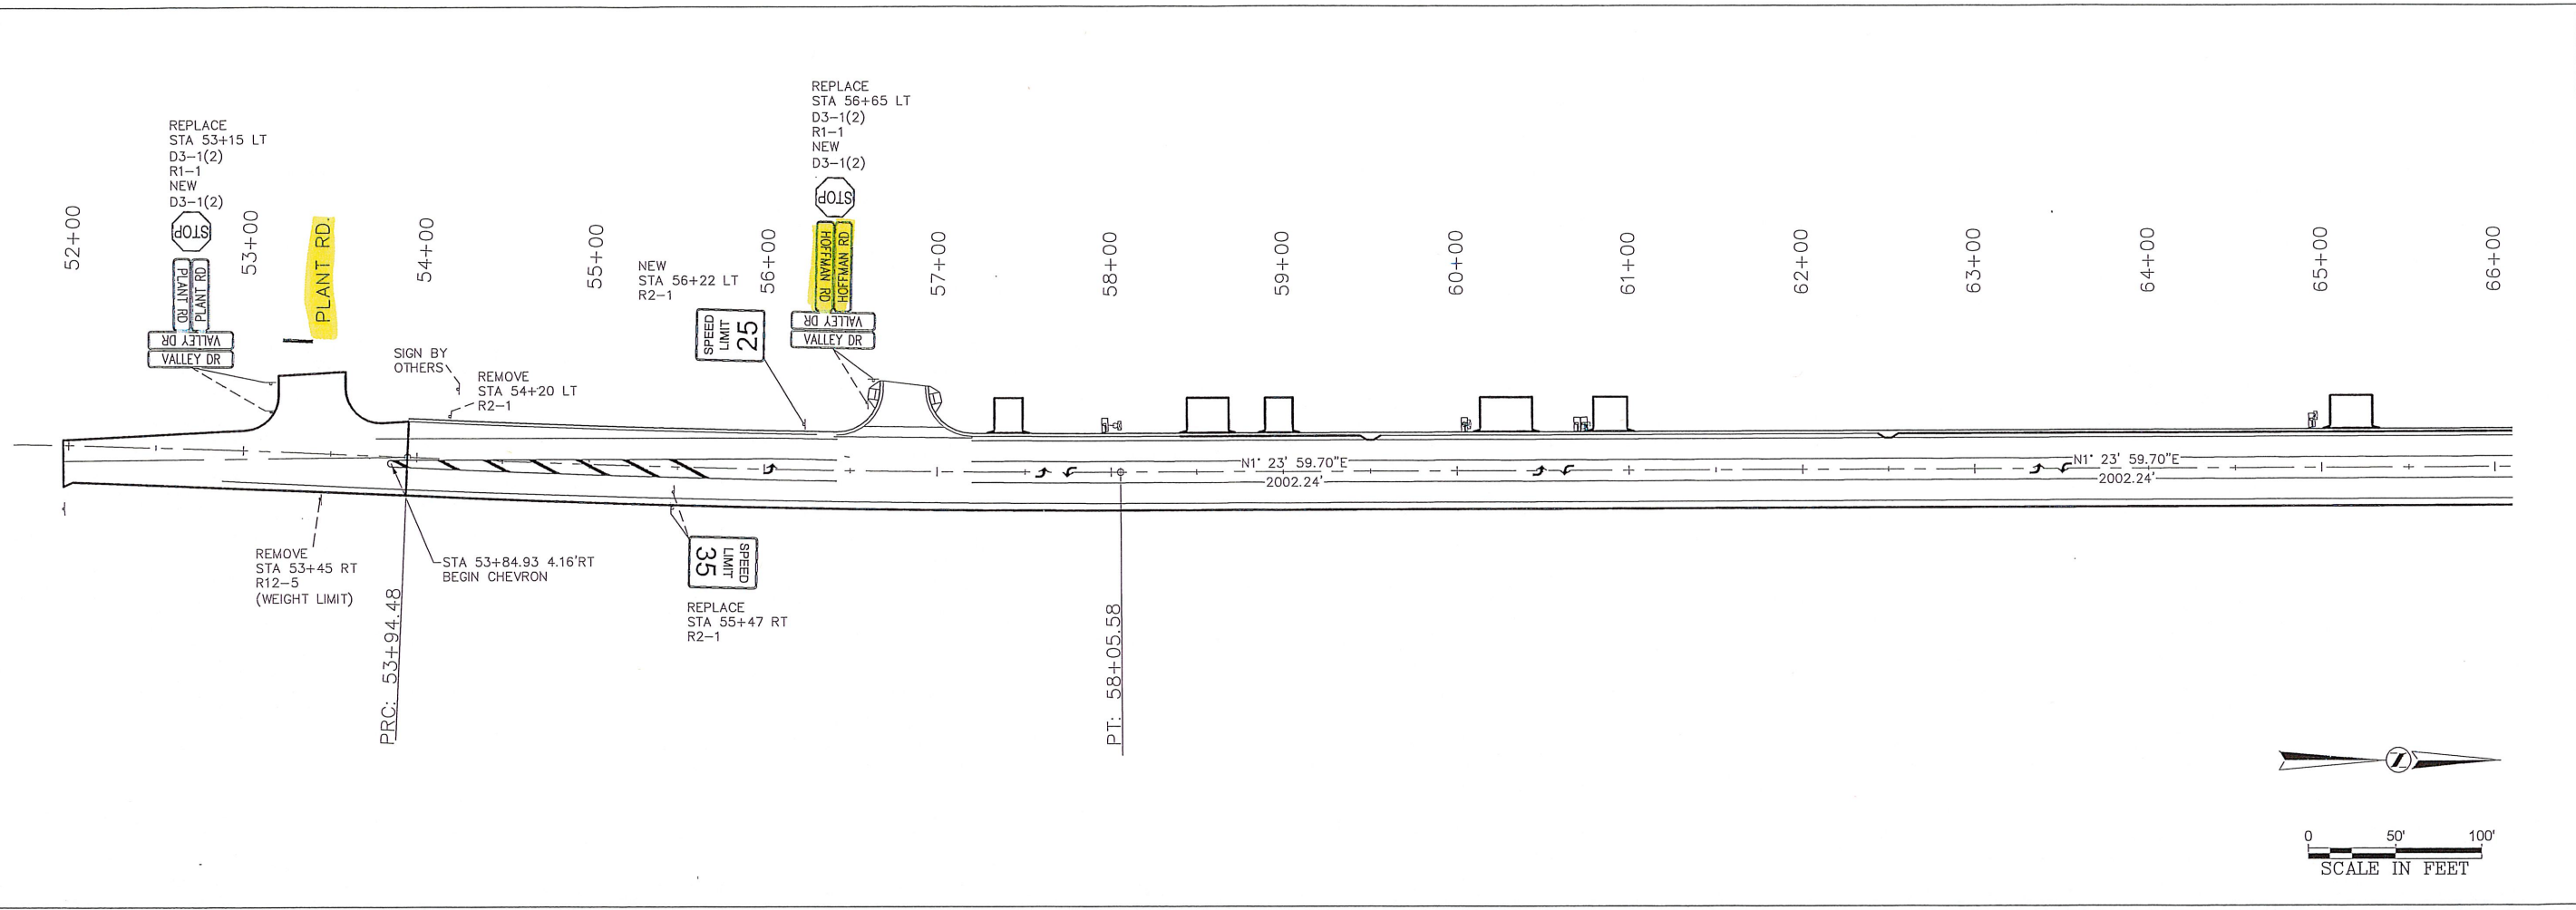 REPLACE
STA 56+65 LT
D3-1(2)
R1-1
NEW
D3-1(2)
STOP
HOFFMAN RD
HOFFMAN RD
VALLEY DR
VALLEY DR
REPLACE
STA 53+15 LT
D3-1(2)
R1-1
NEW
D3-1(2)
STOP
PLANT RD
PLANT RD
VALLEY DR
VALLEY DR
52+00
53+00
PLANT RD.
54+00
55+00
56+00
57+00
58+00
59+00
60+00
61+00
62+00
63+00
64+00
65+00
66+00
NEW
STA 56+22 LT
R2-1
SPEED
LIMIT
25
SIGN BY
OTHERS
REMOVE
STA 54+20 LT
R2-1
N1° 23' 59.70"E
2002.24'
N1° 23' 59.70"E
2002.24'
REMOVE
STA 53+45 RT
R12-5
(WEIGHT LIMIT)
STA 53+84.93 4.16'RT
BEGIN CHEVRON
SPEED
LIMIT
35
REPLACE
STA 55+47 RT
R2-1
PRC: 53+94.48
PT: 58+05.58
Z
0 50' 100'
SCALE IN FEET